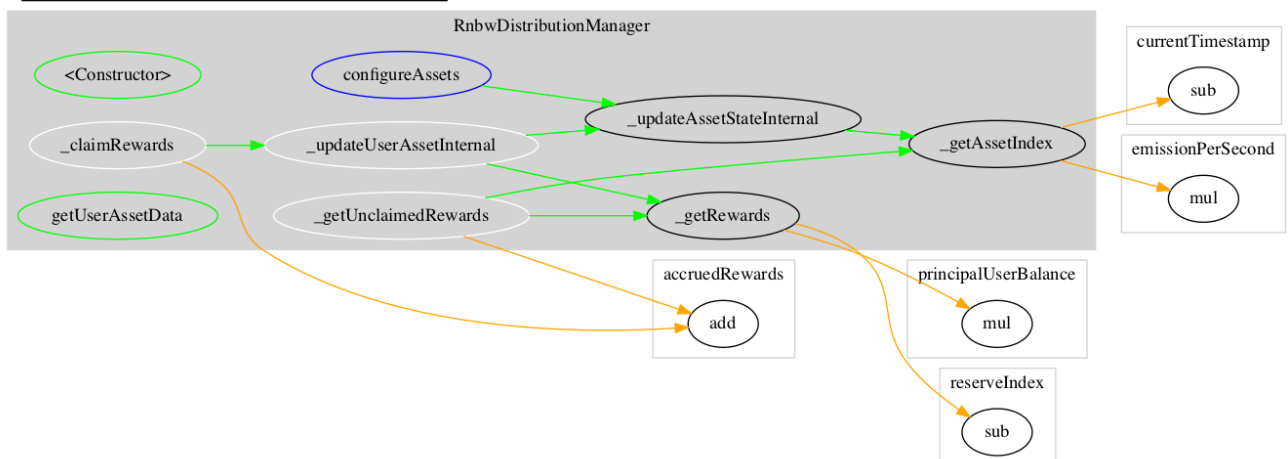 RnbwDistributionManager
<Constructor>
configureAssets
_claimRewards
_updateUserAssetInternal
_updateAssetStateInternal
_getAssetIndex
getUserAssetData
_getUnclaimedRewards
_getRewards
currentTimestamp
sub
emissionPerSecond
mul
accruedRewards
add
principalUserBalance
mul
reserveIndex
sub